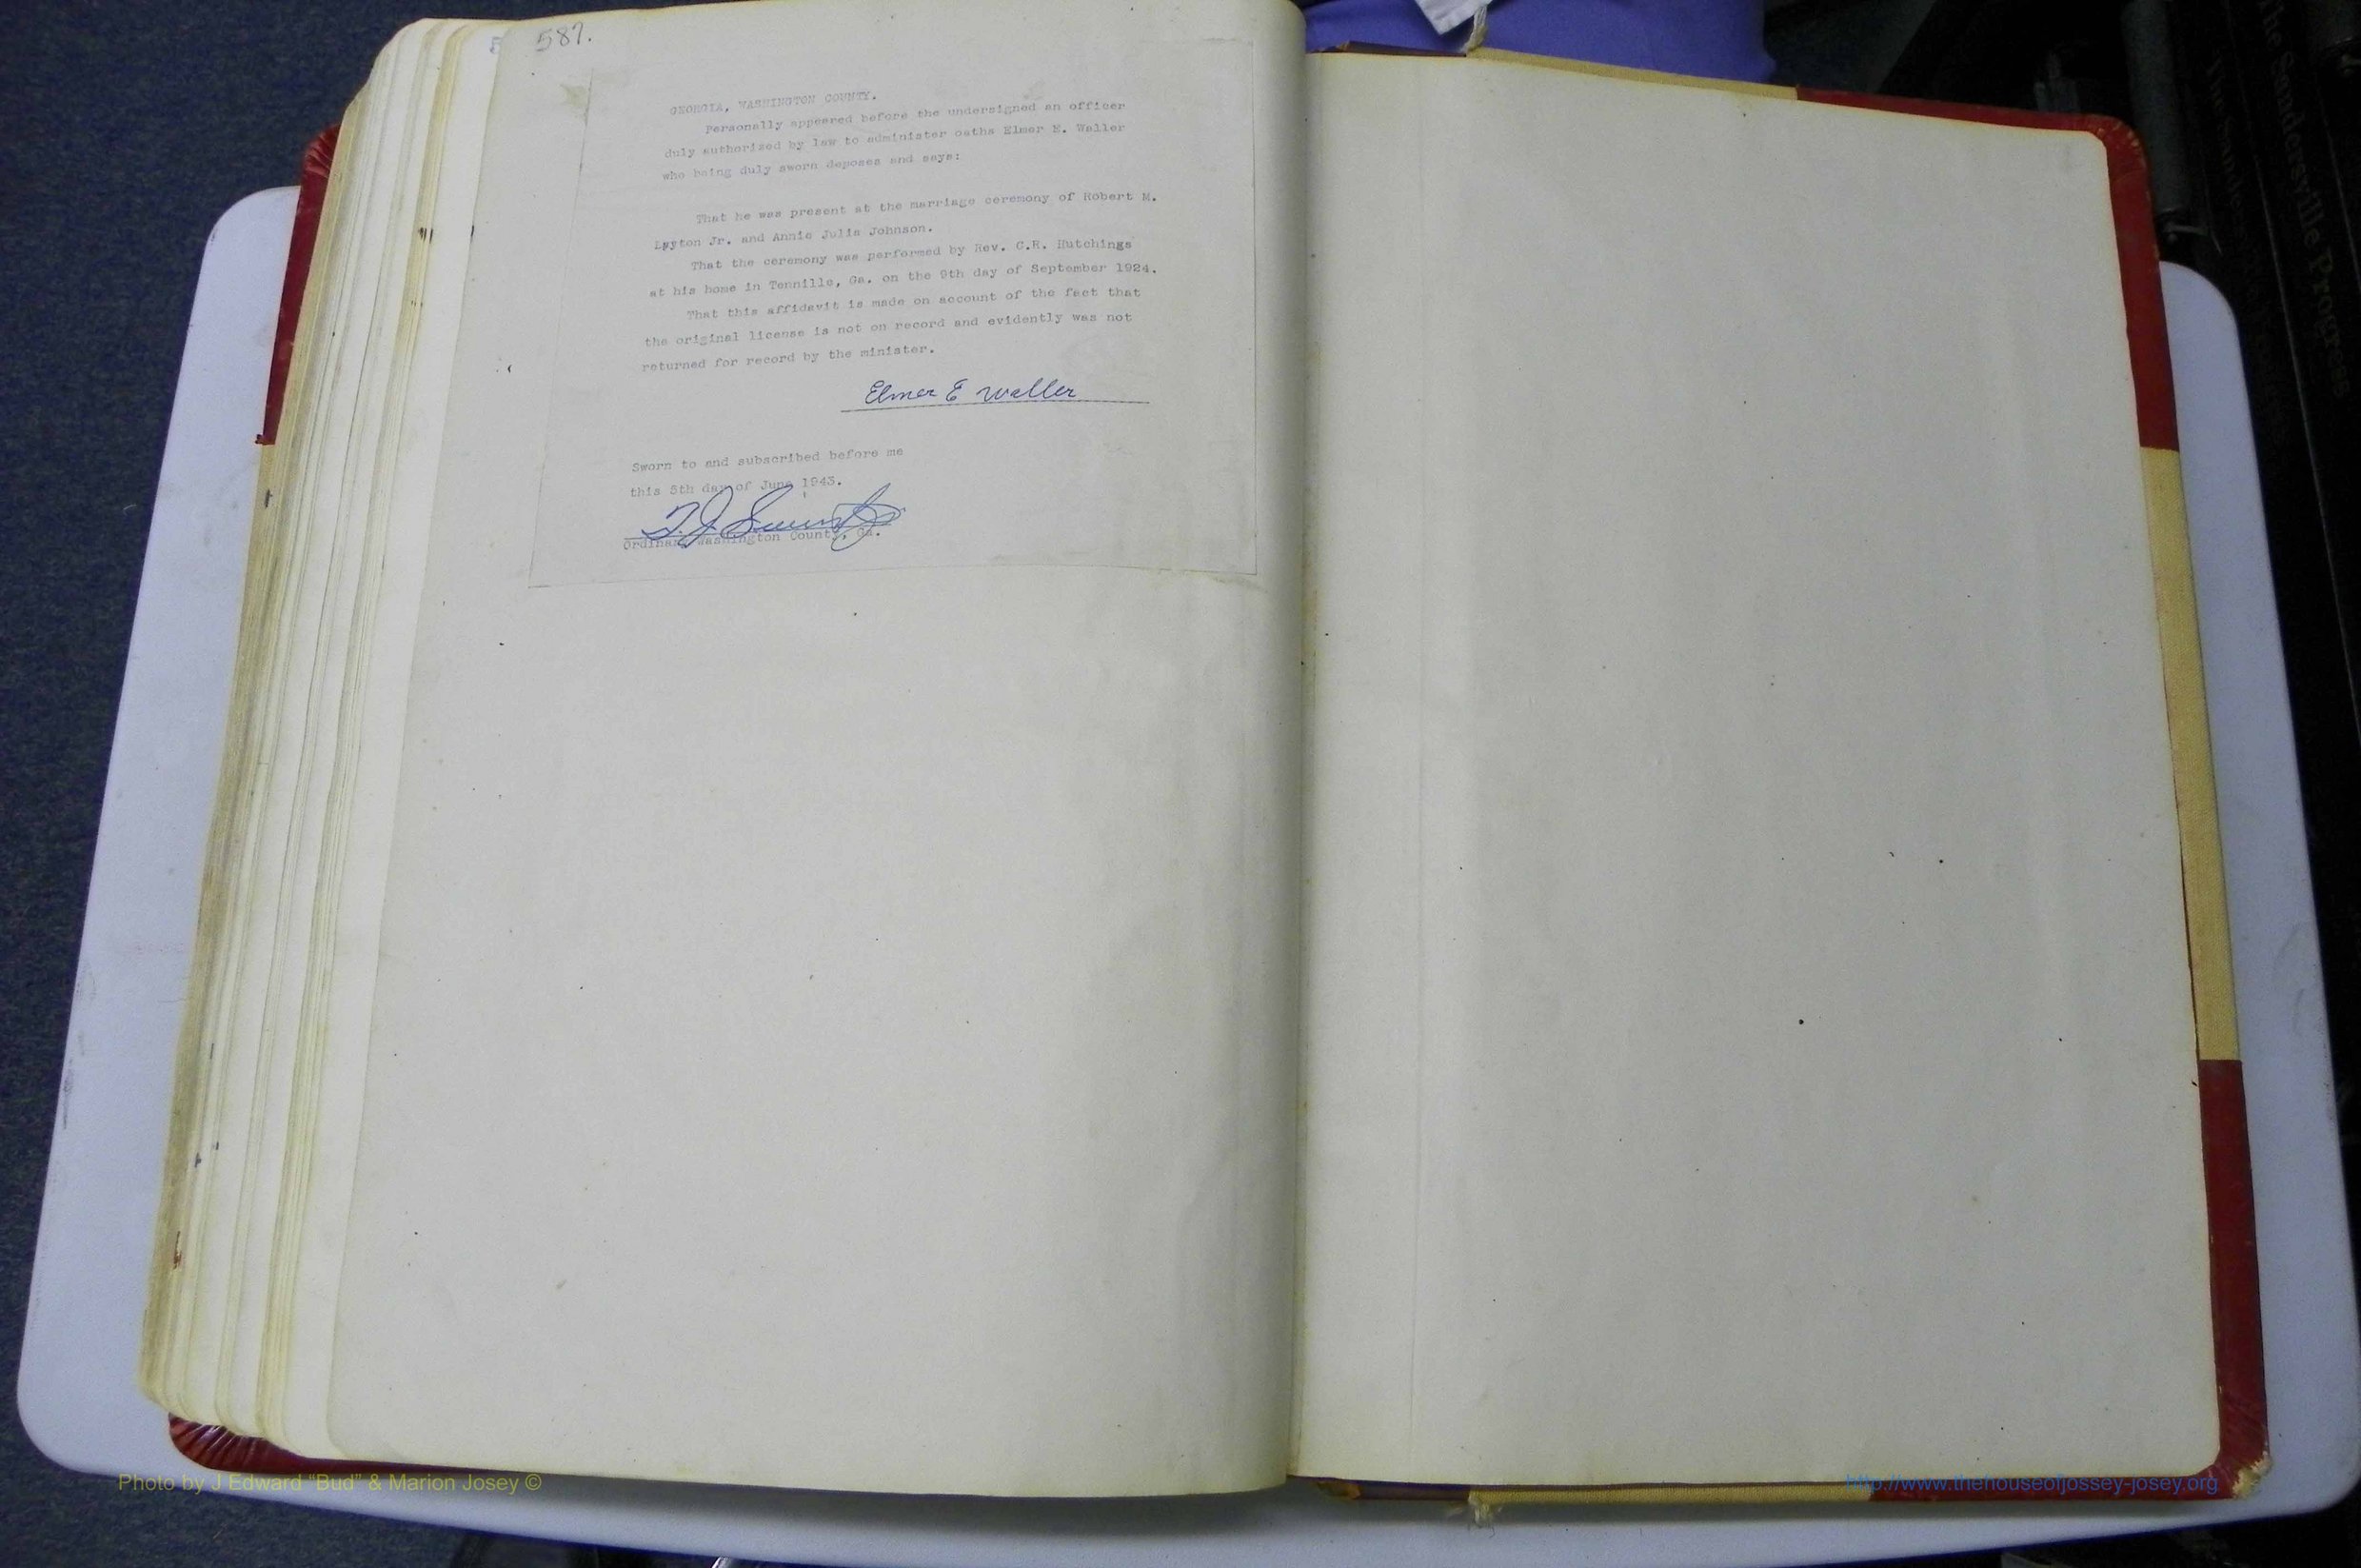 587.
GEORGIA, WASHINGTON COUNTY.
Personally appeared before the undersigned an officer
duly authorized by law to administer oaths Elmer E. Waller
who being duly sworn deposes and says:
That he was present at the marriage ceremony of Robert M.
Layton Jr. and Annie Julia Johnson.
That the ceremony was performed by Rev. C.R. Hutchings
at his home in Tennille, Ga. on the 9th day of September 1924.
That this affidavit is made on account of the fact that
the original license is not on record and evidently was not
returned for record by the minister.
Elmer E Waller
Sworn to and subscribed before me
this 5th day of June 1943.
T. J. 
Ordinary Washington County, Ga.
The Sandersville Progress
Photo by J Edward “Bud” & Marion Josey ©
http://www.thehouseofjossey-josey.org